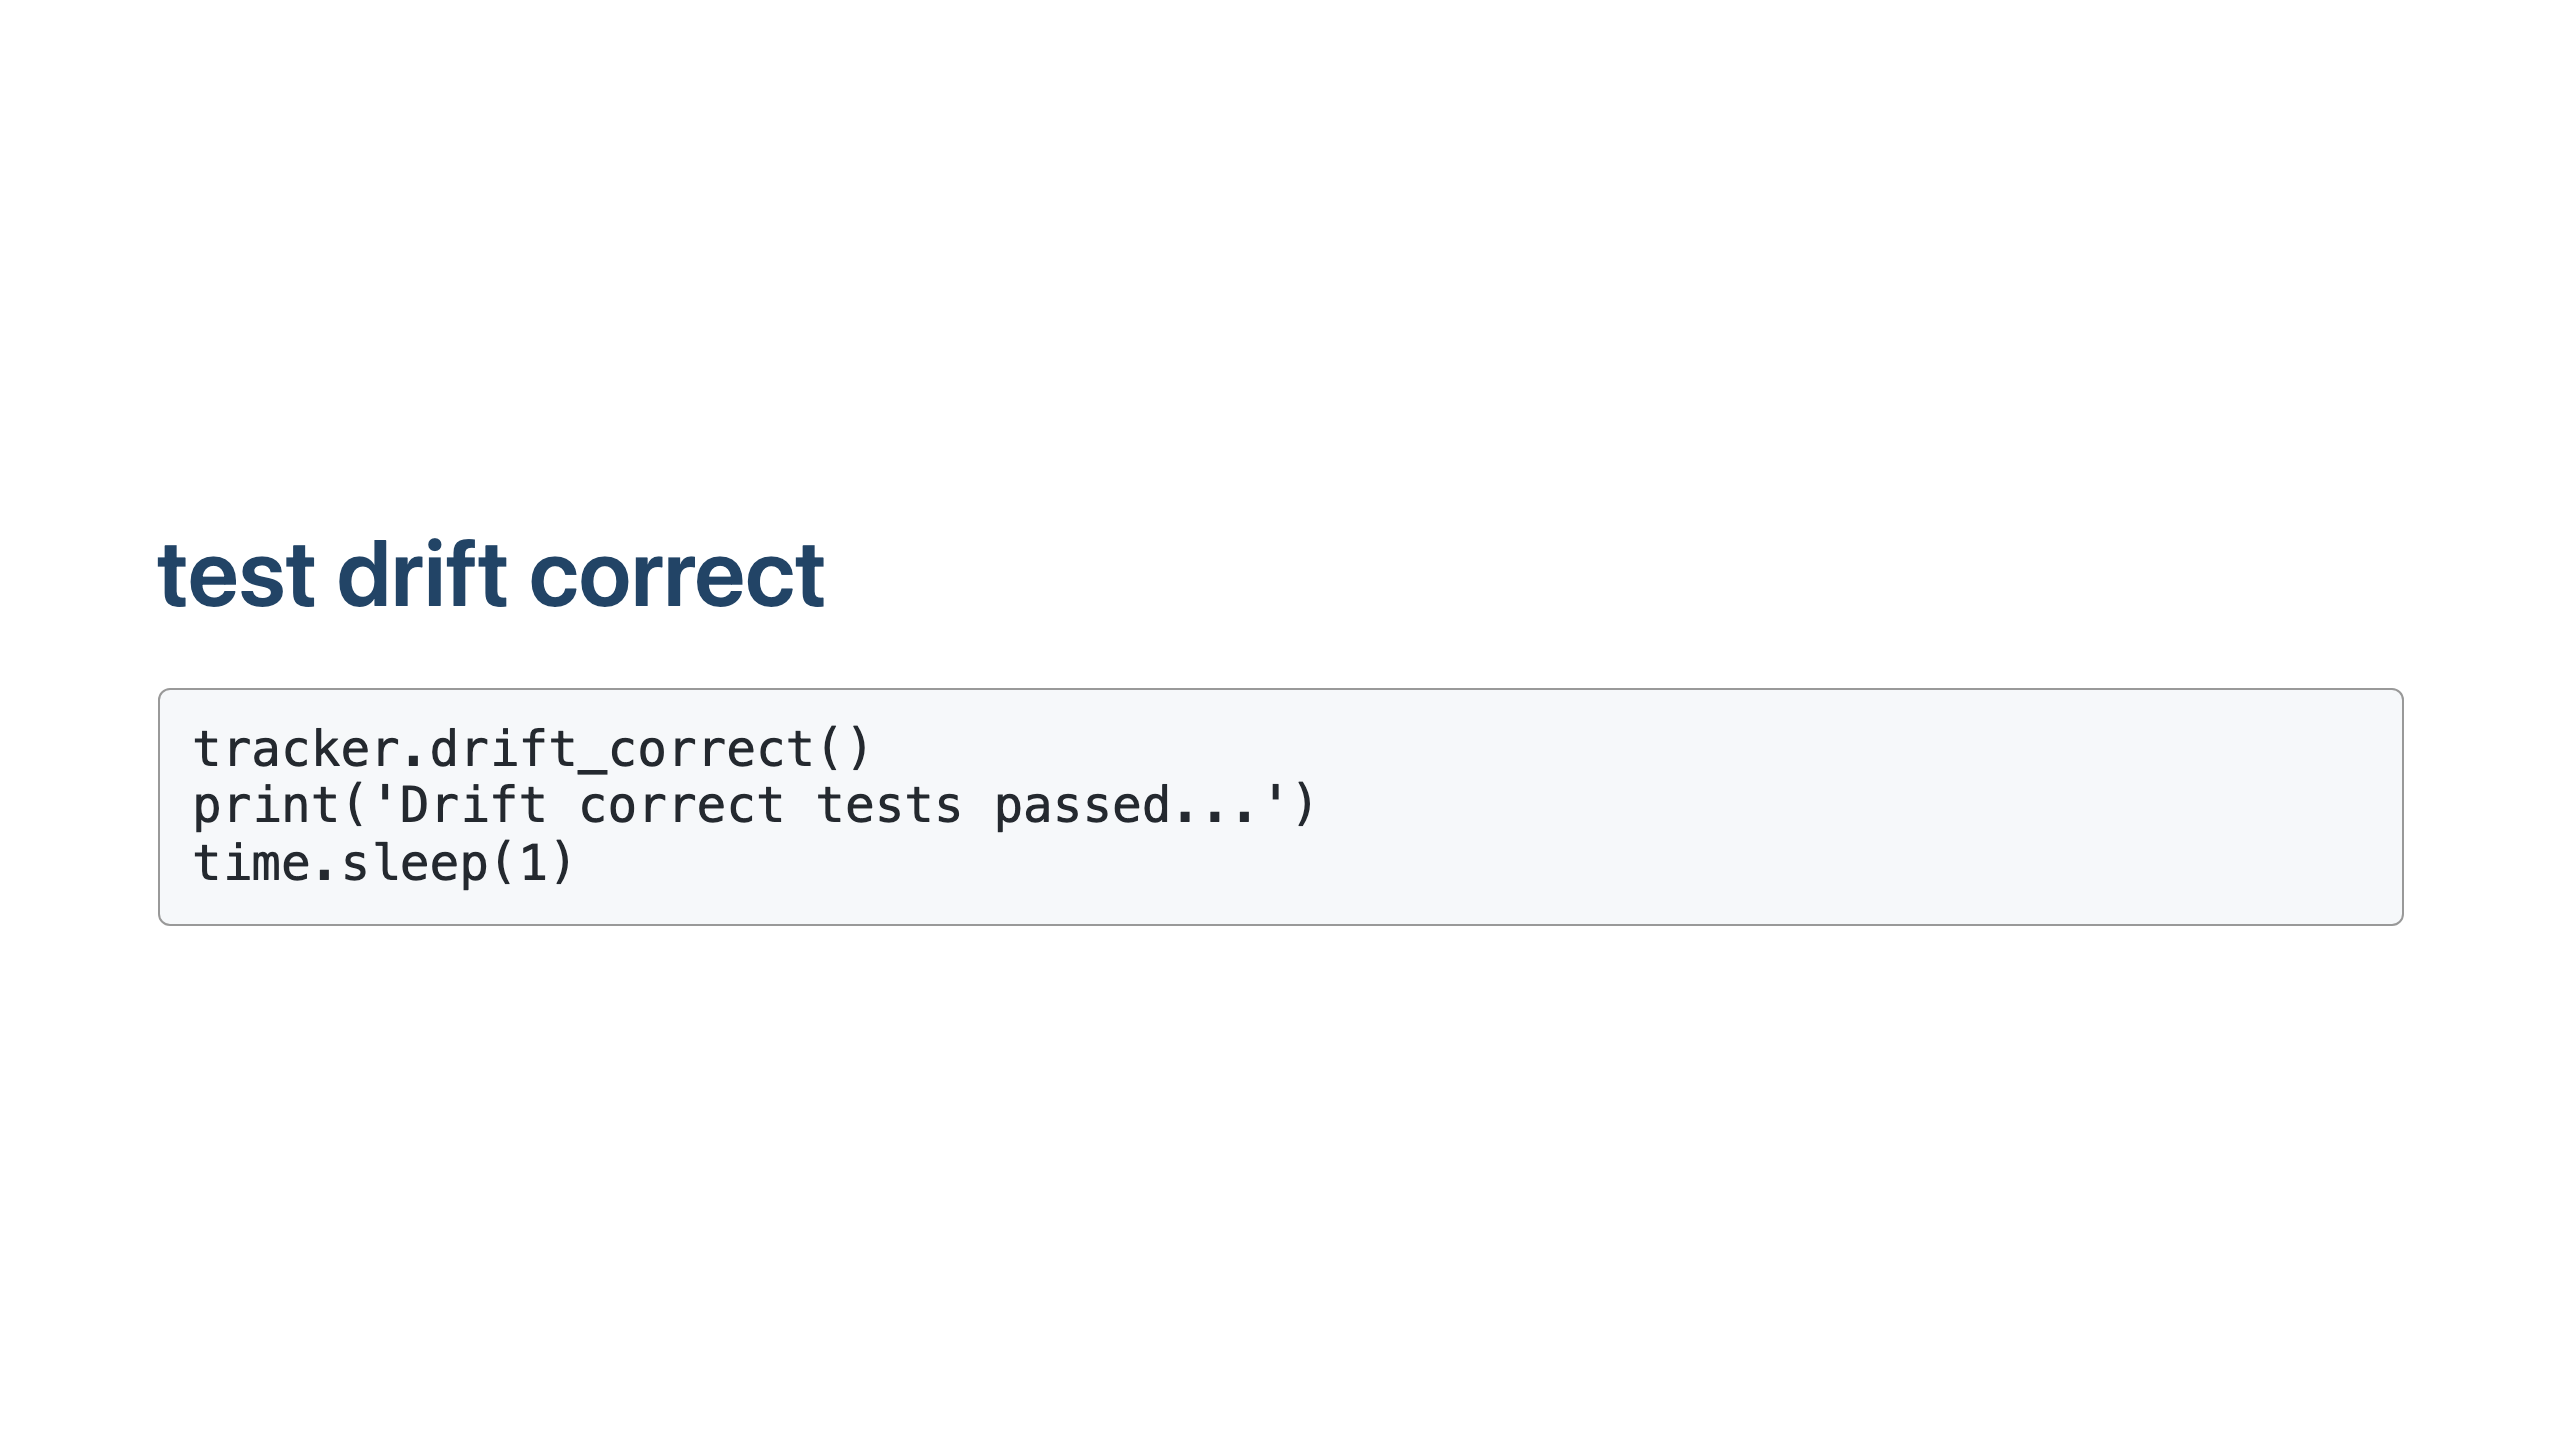 test drift correct
tracker.drift_correct()
print('Drift correct tests passed...')
time.sleep(1)